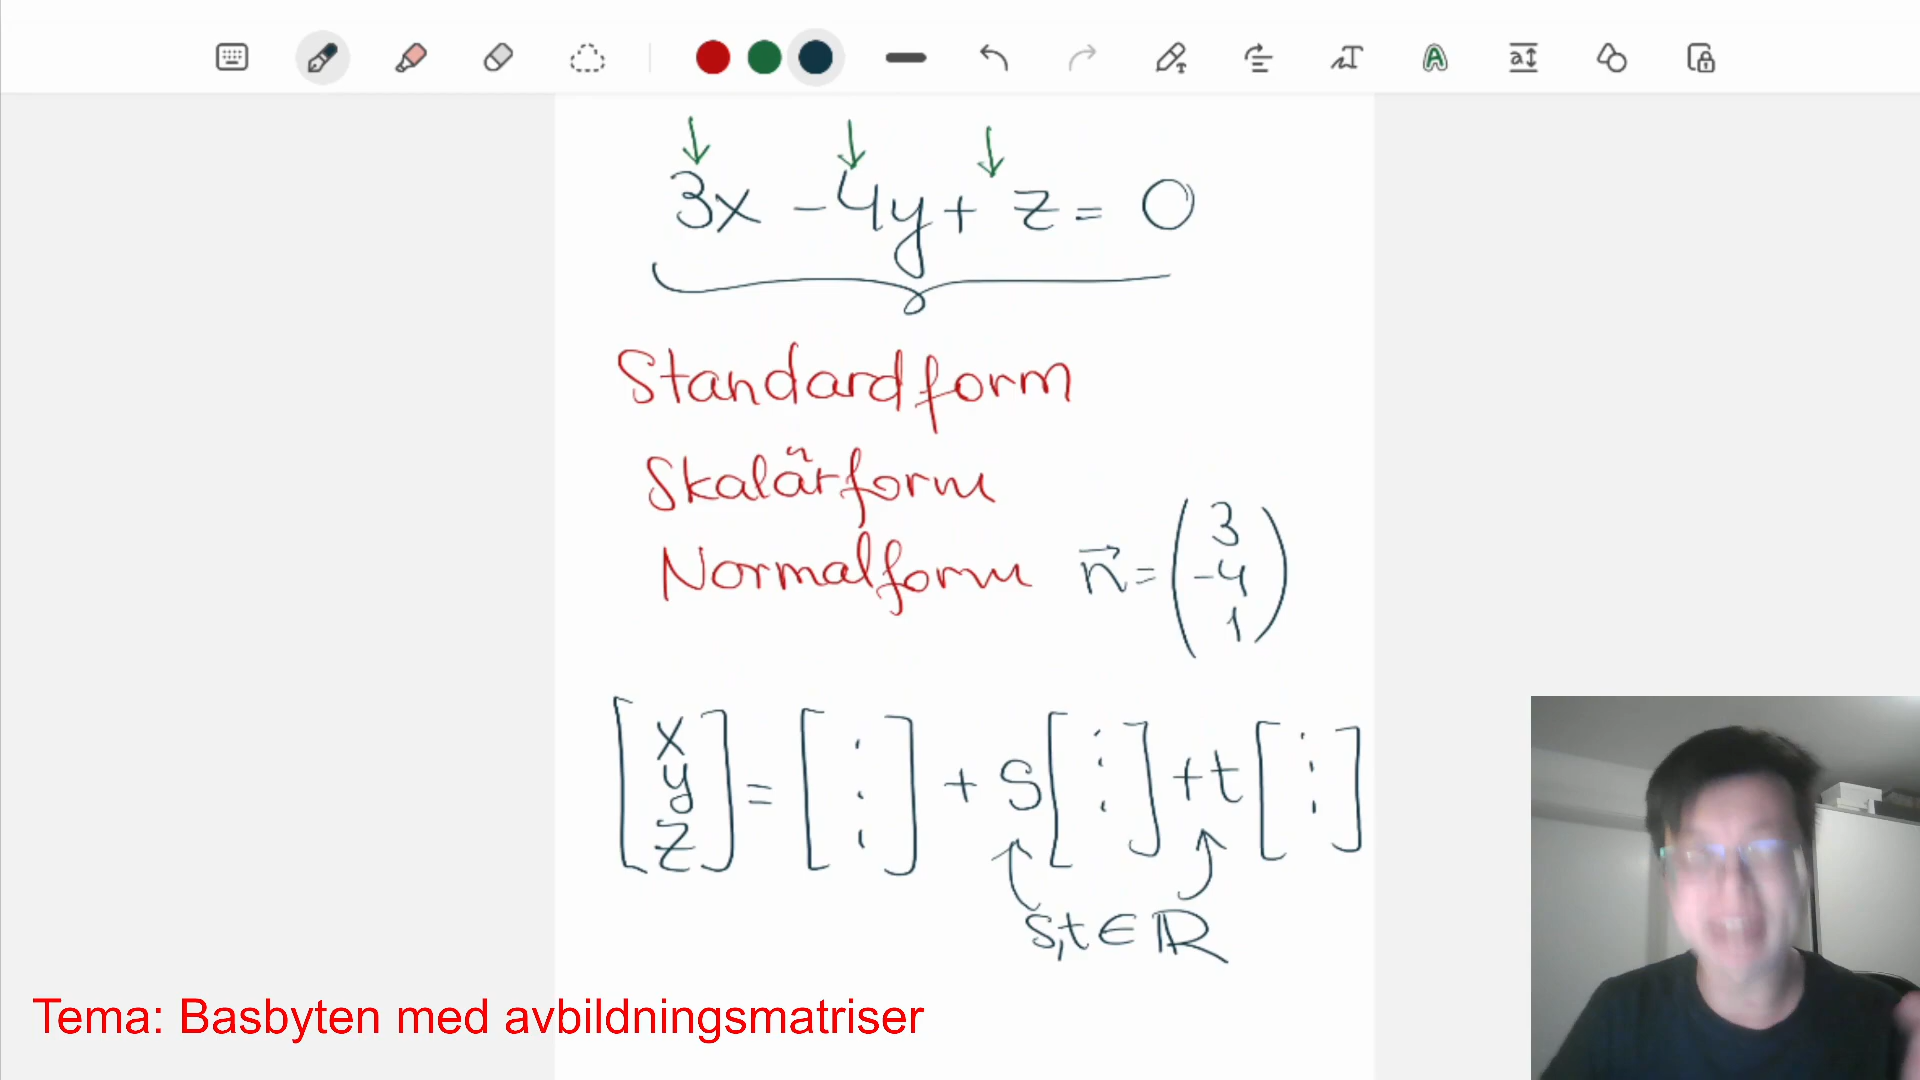 3x - 4y + z = 0
Standardform
Skalärform
Normalform n⃗ = (3 -4 1)
[x y z] = [⋮] + s[⋮] + t[⋮]
s,t ∈ ℝ
Tema: Basbyten med avbildningsmatriser